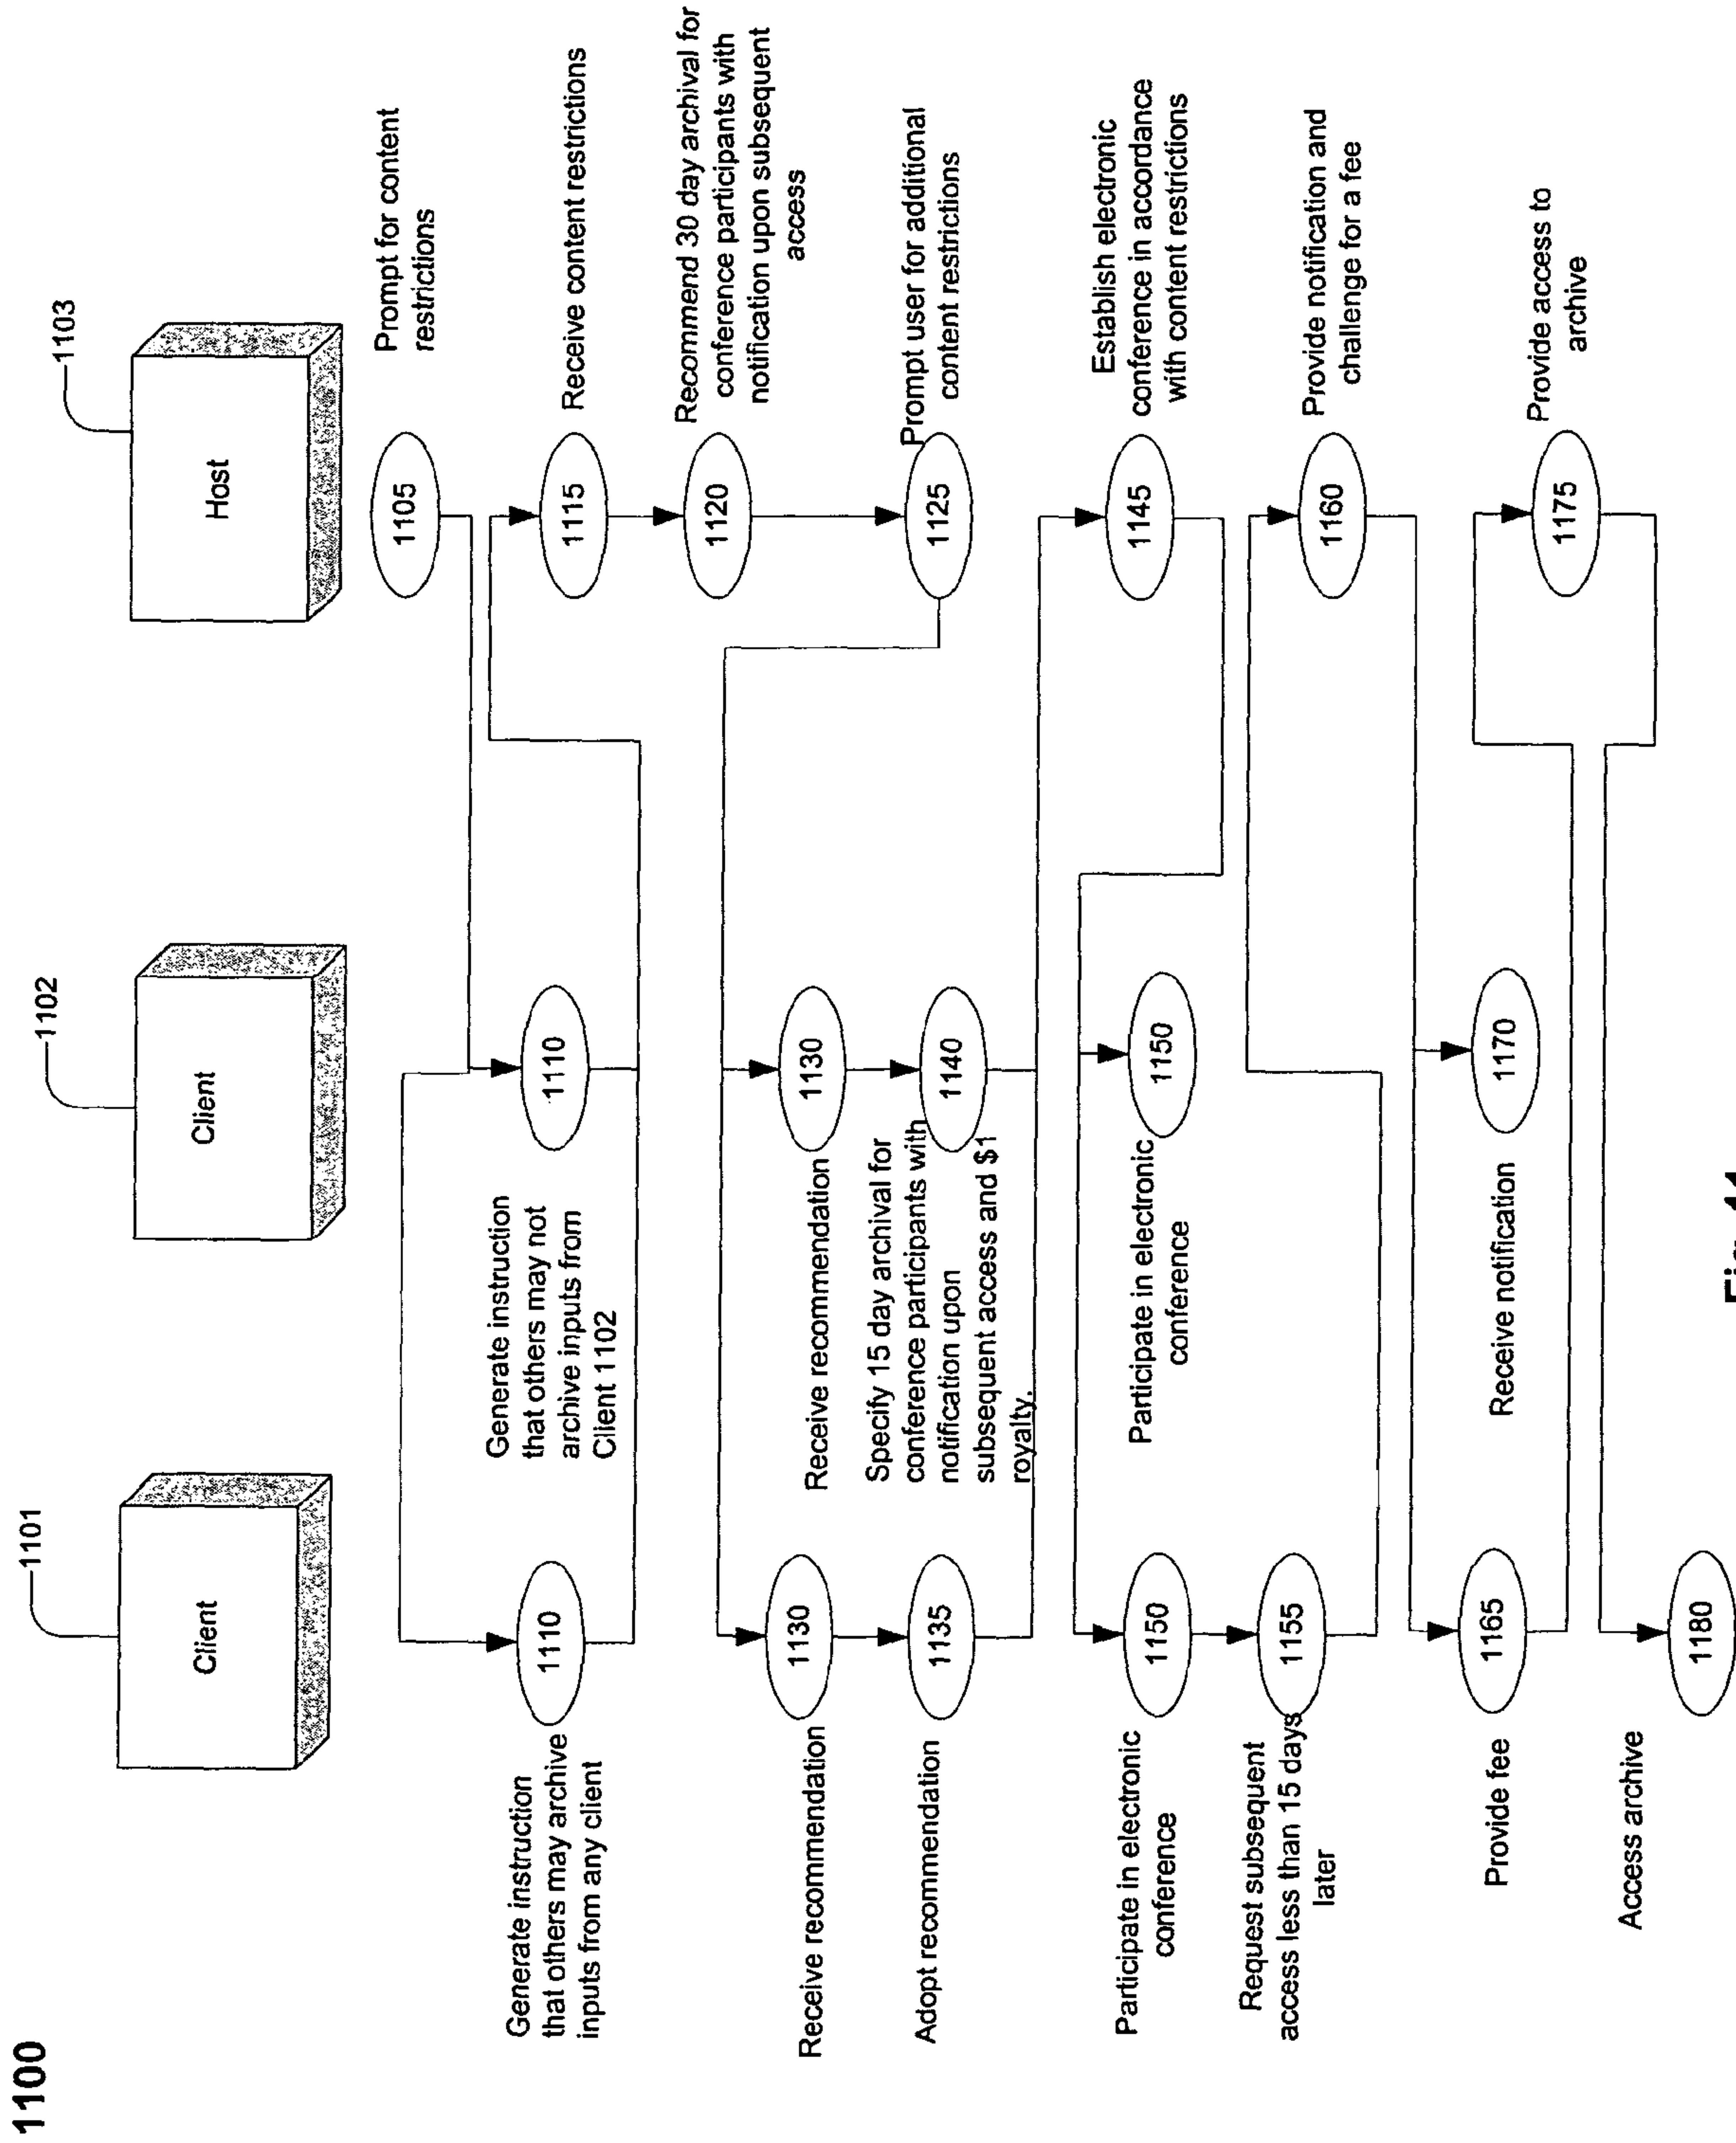 1100
1101
1102
1103
Client
Client
Host
1105
Prompt for content
restrictions
Generate instruction
that others may archive
inputs from any client
1110
Generate instruction
that others may not
archive inputs from
Client 1102
1110
1115
Receive content restrictions
1120
Recommend 30 day archival for
conference participants with
notification upon subsequent
access
1125
Prompt user for additional
content restrictions
Receive recommendation
1130
Receive recommendation
1130
Adopt recommendation
1135
Specify 15 day archival for
conference participants with
notification upon
subsequent access and $1
royalty.
1140
1145
Establish electronic
conference in accordance
with content restrictions
Participate in electronic
conference
1150
Participate in electronic
conference
1150
Request subsequent
access less than 15 days
later
1155
1160
Provide notification and
challenge for a fee
Provide fee
1165
Receive notification
1170
1175
Provide access to
archive
Access archive
1180